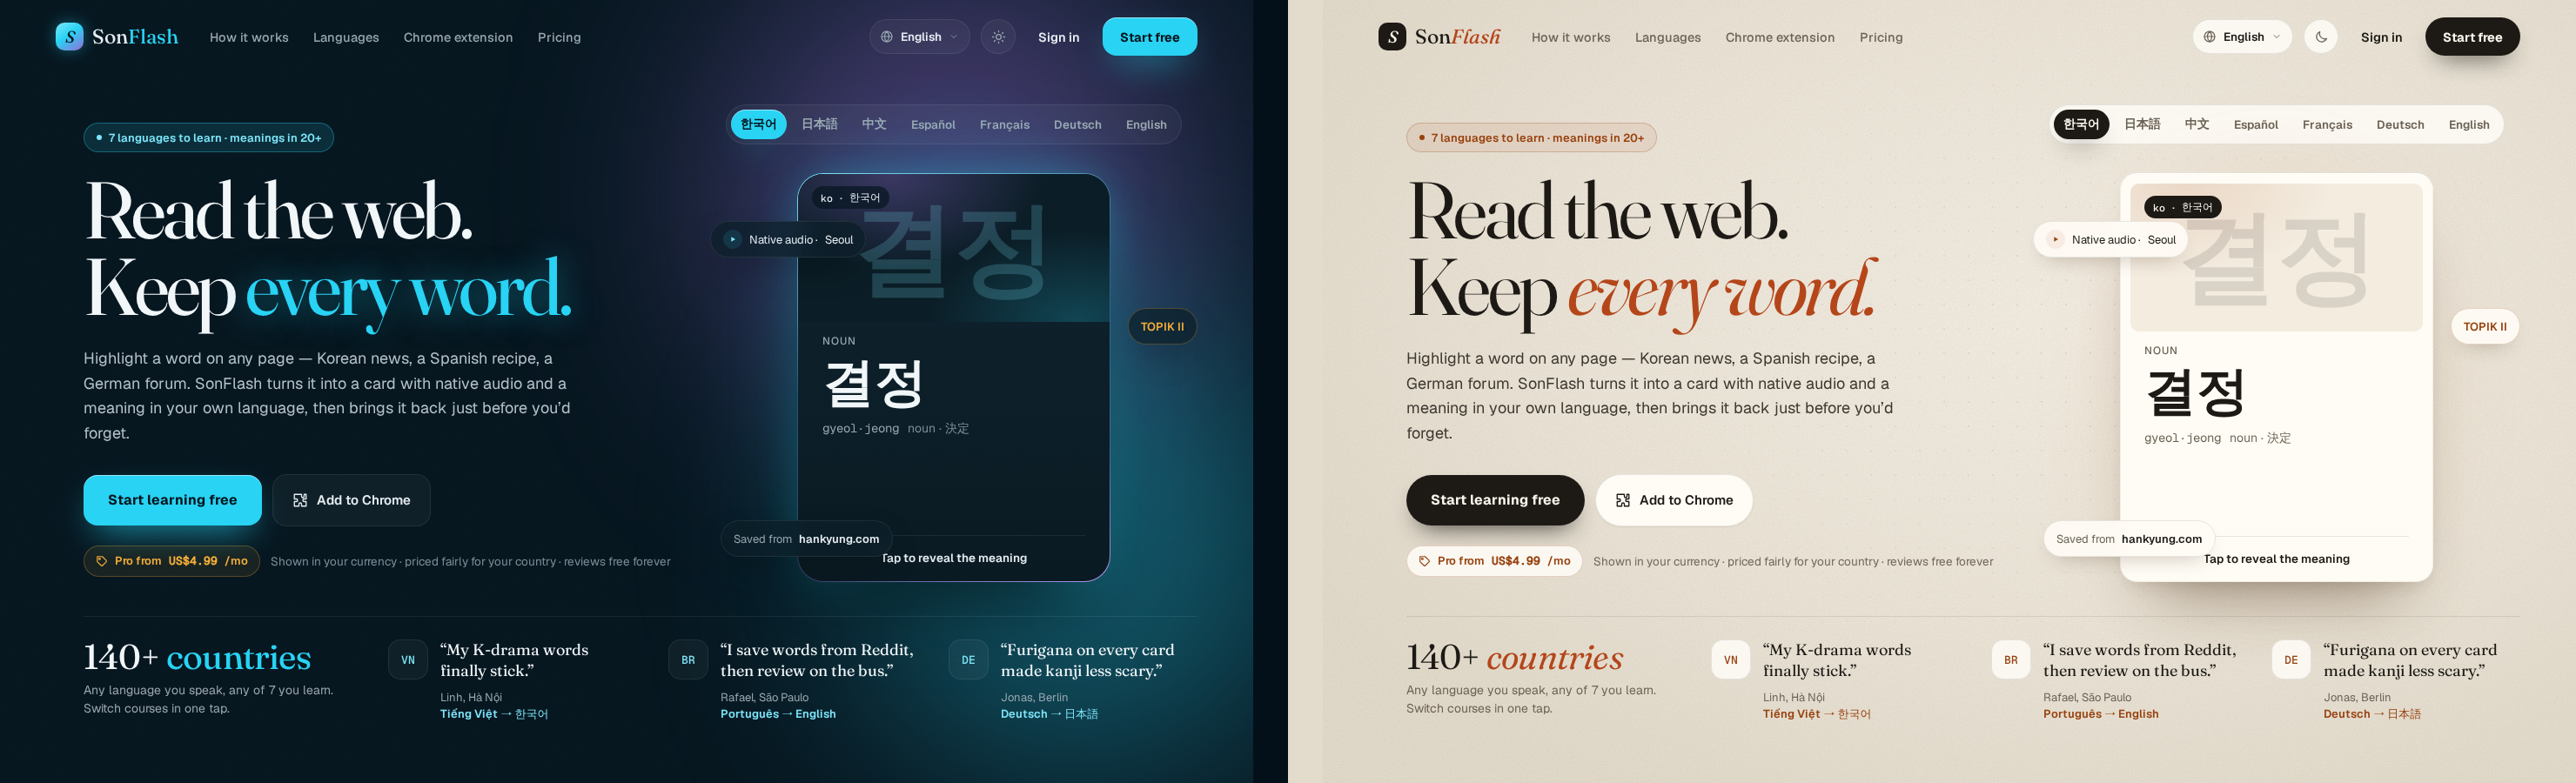 SonFlash How it works Languages Chrome extension Pricing English Sign in Start free
7 languages to learn · meanings in 20+
Read the web.
Keep every word.
Highlight a word on any page — Korean news, a Spanish recipe, a
German forum. SonFlash turns it into a card with native audio and a
meaning in your own language, then brings it back just before you'd
forget.
Start learning free Add to Chrome
Pro from US$4.99 /mo Shown in your currency · priced fairly for your country · reviews free forever
한국어 日本語 中文 Español Français Deutsch English
ko · 한국어
결정
Native audio · Seoul
TOPIK II
NOUN
결정
gyeol·jeong noun · 決定
Saved from hankyung.com
Tap to reveal the meaning
140+ countries
Any language you speak, any of 7 you learn.
Switch courses in one tap.
VN
“My K-drama words
finally stick.”
Linh, Hà Nội
Tiếng Việt → 한국어
BR
“I save words from Reddit,
then review on the bus.”
Rafael, São Paulo
Português → English
DE
“Furigana on every card
made kanji less scary.”
Jonas, Berlin
Deutsch → 日本語
SonFlash How it works Languages Chrome extension Pricing English Sign in Start free
7 languages to learn · meanings in 20+
Read the web.
Keep every word.
Highlight a word on any page — Korean news, a Spanish recipe, a
German forum. SonFlash turns it into a card with native audio and a
meaning in your own language, then brings it back just before you'd
forget.
Start learning free Add to Chrome
Pro from US$4.99 /mo Shown in your currency · priced fairly for your country · reviews free forever
한국어 日本語 中文 Español Français Deutsch English
ko · 한국어
결정
Native audio · Seoul
TOPIK II
NOUN
결정
gyeol·jeong noun · 決定
Saved from hankyung.com
Tap to reveal the meaning
140+ countries
Any language you speak, any of 7 you learn.
Switch courses in one tap.
VN
“My K-drama words
finally stick.”
Linh, Hà Nội
Tiếng Việt → 한국어
BR
“I save words from Reddit,
then review on the bus.”
Rafael, São Paulo
Português → English
DE
“Furigana on every card
made kanji less scary.”
Jonas, Berlin
Deutsch → 日本語